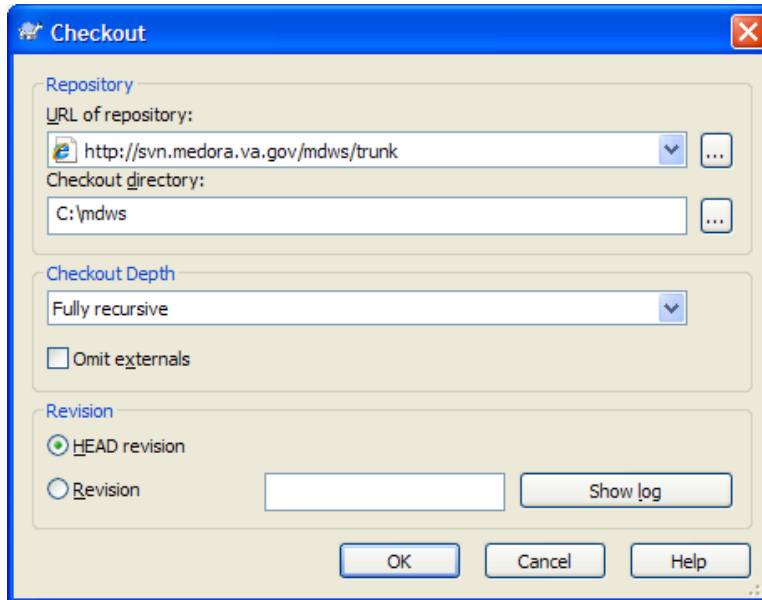 Checkout
Repository
URL of repository:
http://svn.medora.va.gov/mdws/trunk
...
Checkout directory:
C:\mdws
...
Checkout Depth
Fully recursive
Omit externals
Revision
HEAD revision
Revision
Show log
OK Cancel Help